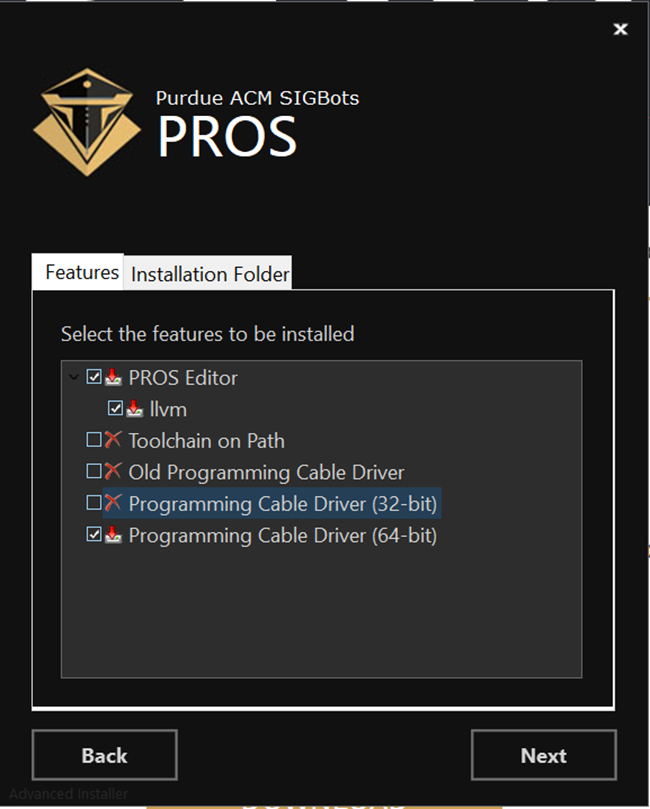 Purdue ACM SIGBots
PROS
Features
Installation Folder
Select the features to be installed
PROS Editor
llvm
Toolchain on Path
Old Programming Cable Driver
Programming Cable Driver (32-bit)
Programming Cable Driver (64-bit)
Back
Next
Advanced Installer